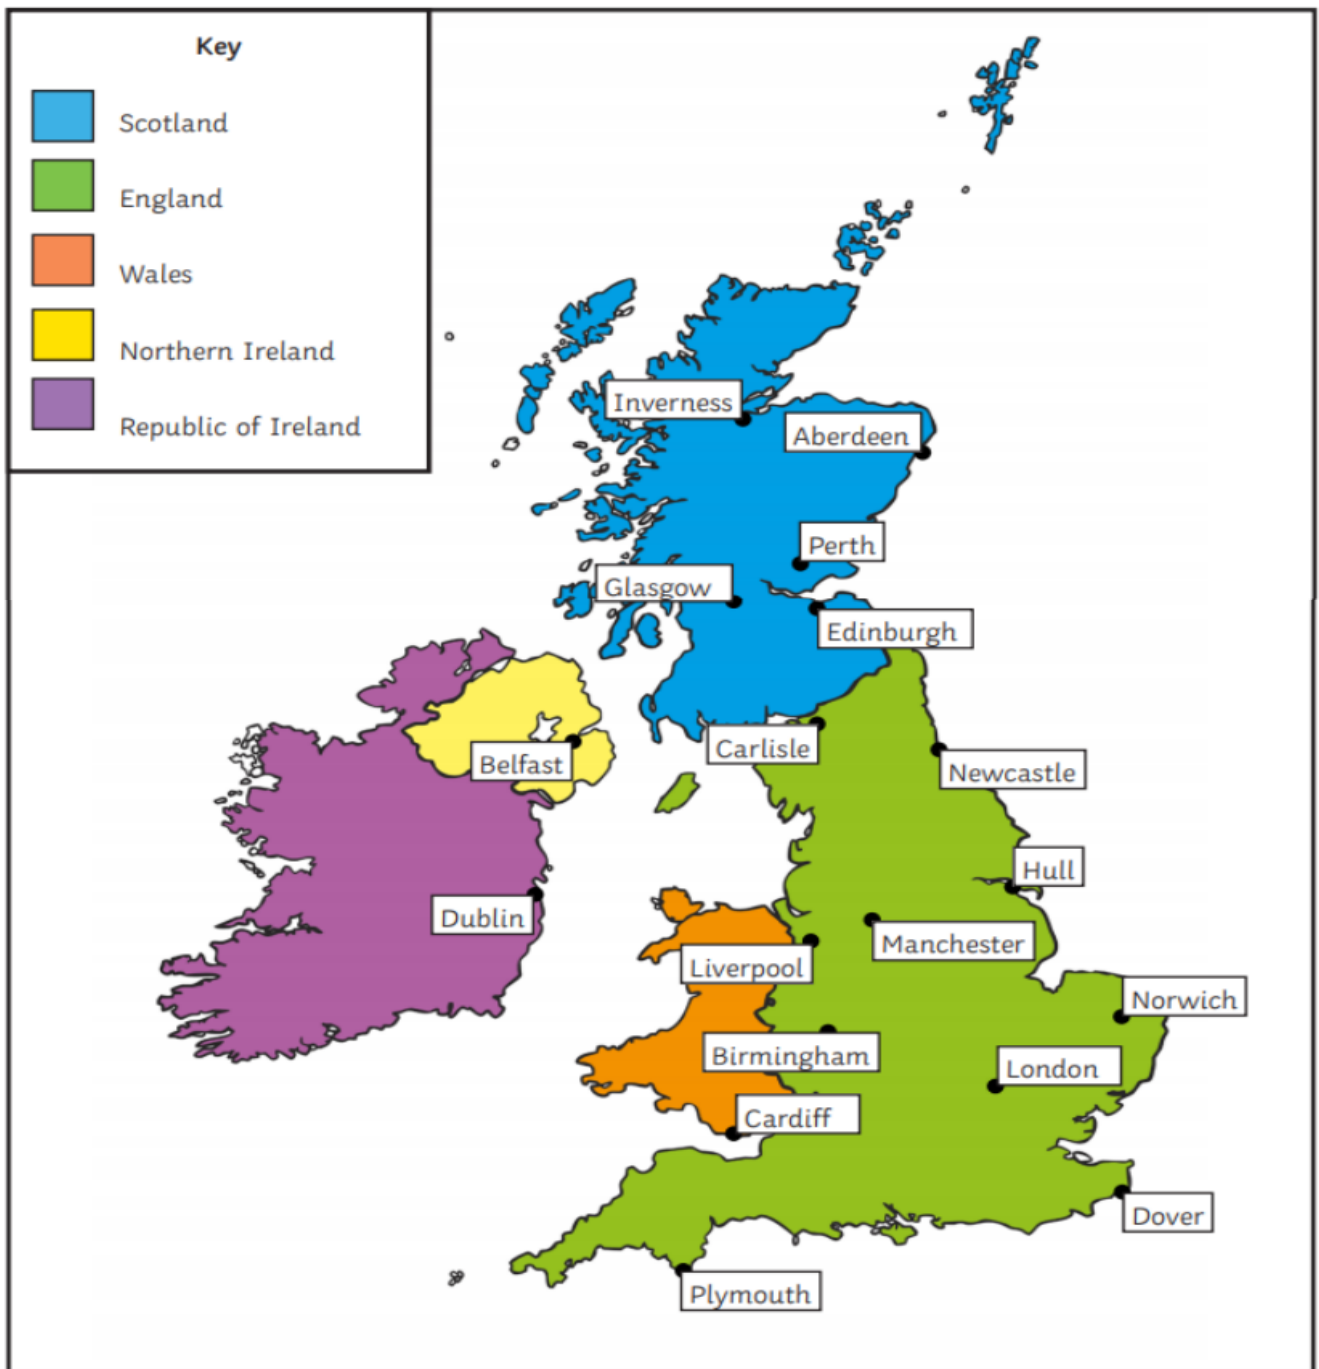 Key
Scotland
England
Wales
Northern Ireland
Republic of Ireland
Inverness
Aberdeen
Perth
Glasgow
Edinburgh
Carlisle
Belfast
Newcastle
Hull
Dublin
Manchester
Liverpool
Norwich
Birmingham
London
Cardiff
Dover
Plymouth